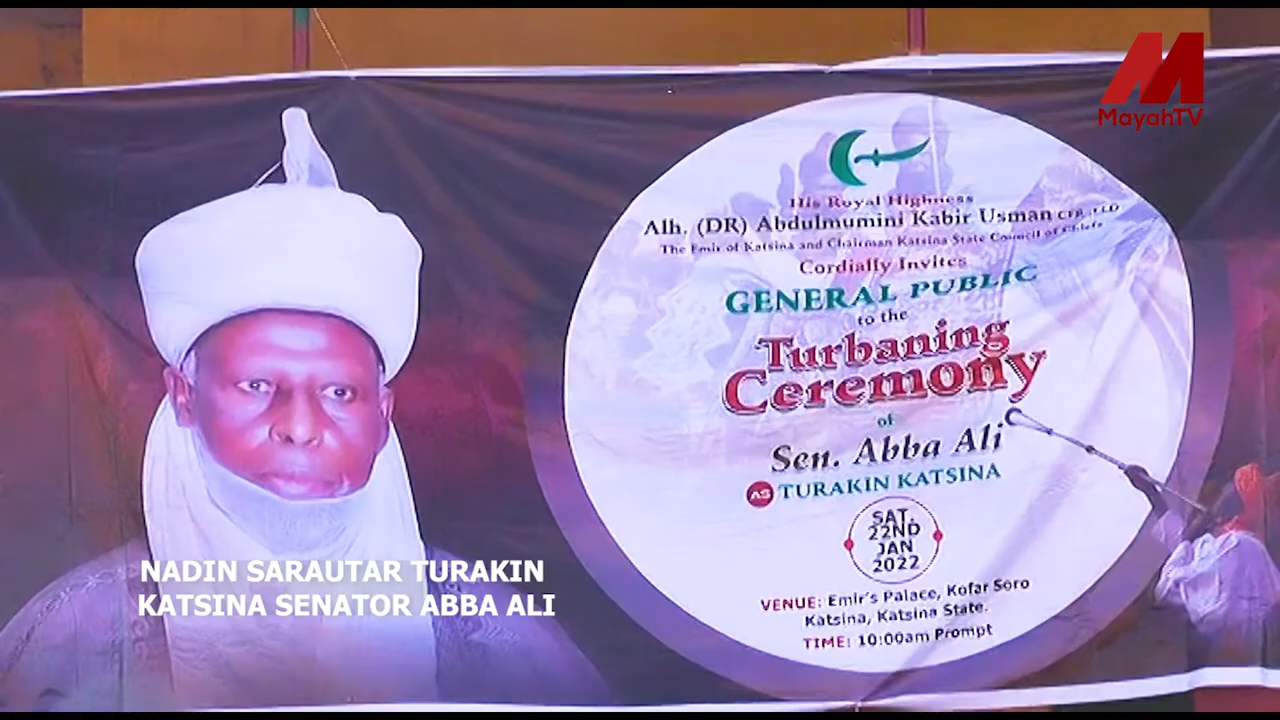 MayahTV
His Royal Highness
Alh. (DR) Abdulmumini Kabir Usman CFR, LLD
The Emir of Katsina and Chairman Katsina State Council of Chiefs
Cordially Invites
GENERAL PUBLIC
to the
Turbaning
Ceremony
of
Sen. Abba Ali
AS TURAKIN KATSINA
SAT,
22ND
JAN
2022
VENUE: Emir's Palace, Kofar Soro
Katsina, Katsina State.
TIME: 10:00am Prompt
NADIN SARAUTAR TURAKIN
KATSINA SENATOR ABBA ALI